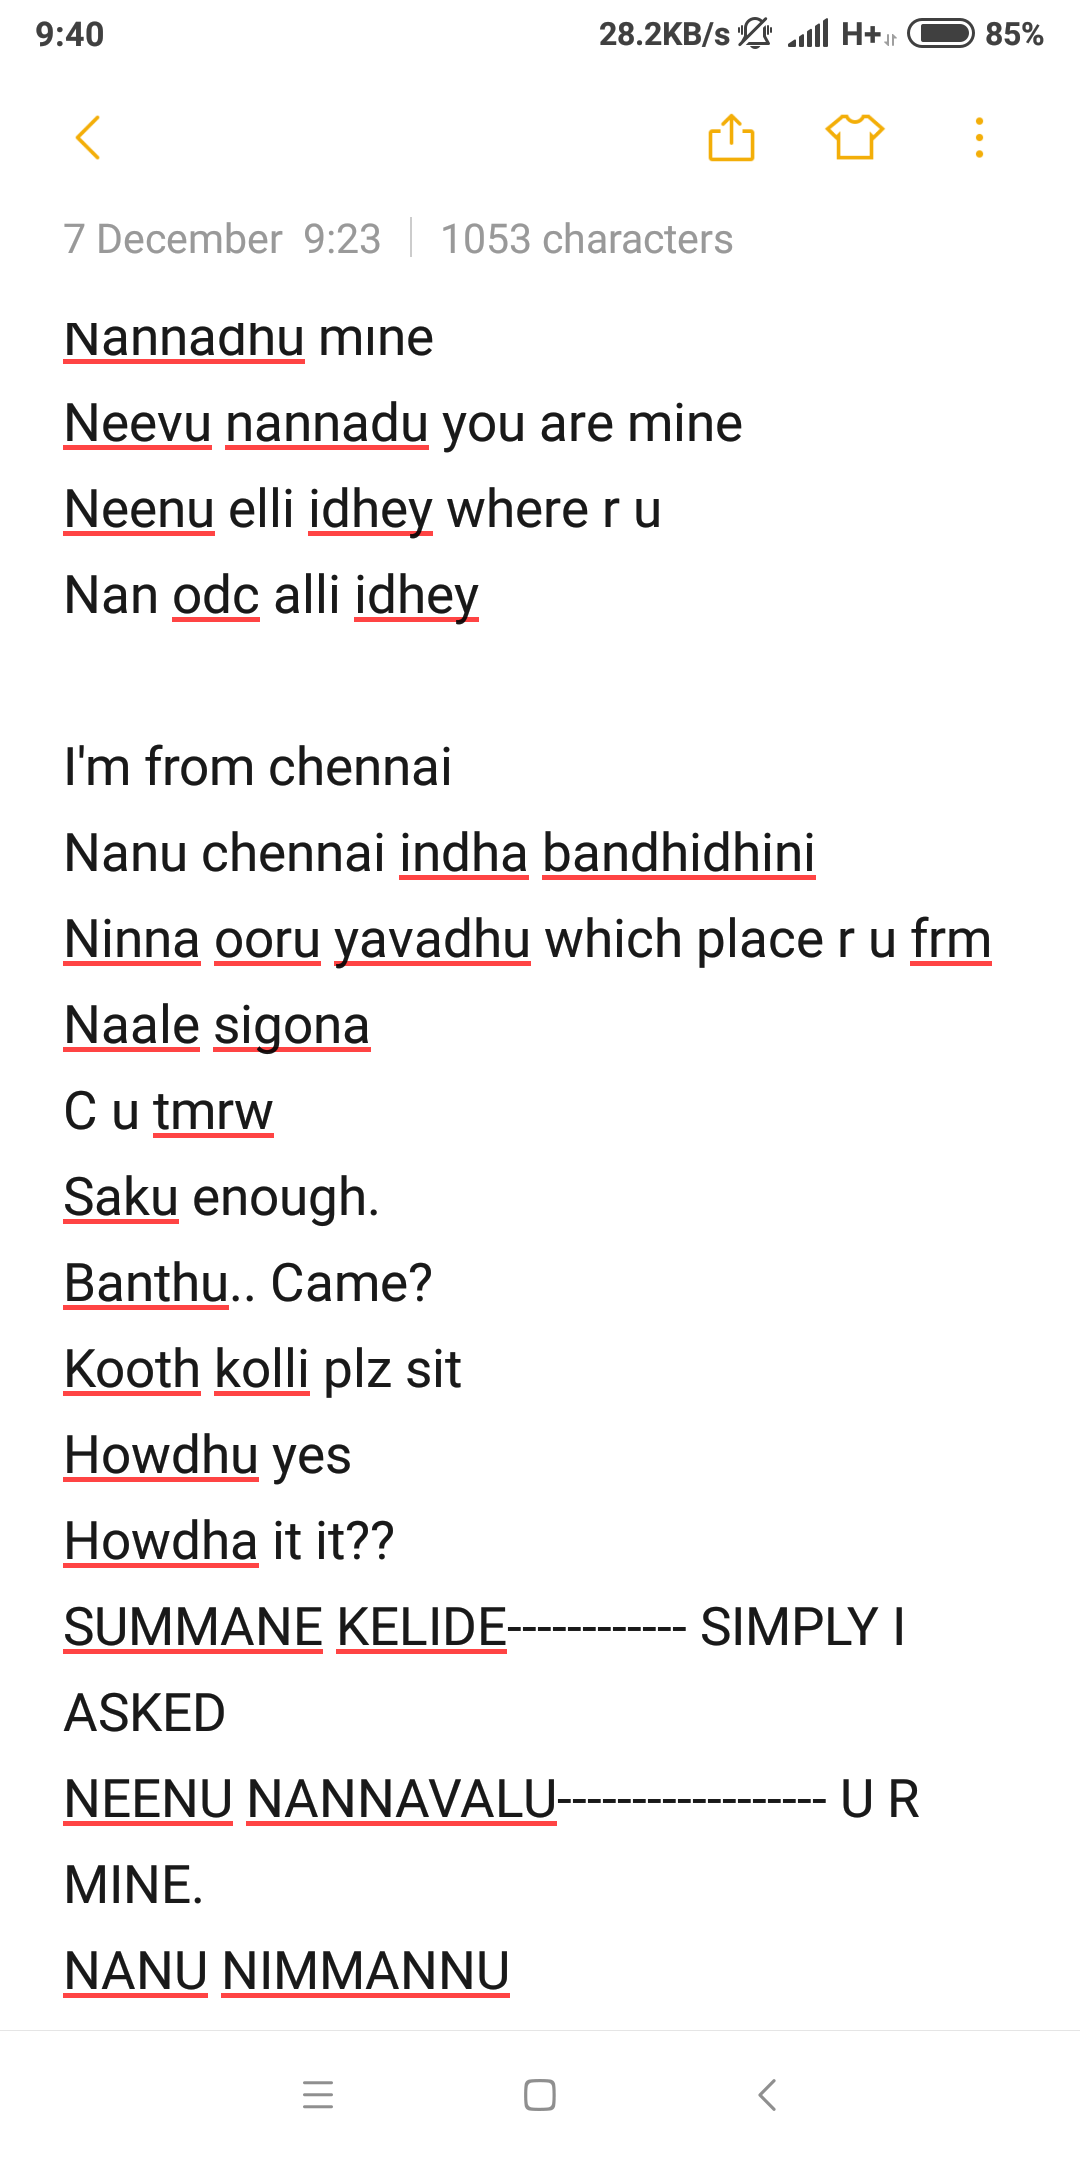 9:40 28.2KB/s H+ 85%
7 December 9:23 | 1053 characters
Nannadhu mine
Neevu nannadu you are mine
Neenu elli idhey where r u
Nan odc alli idhey
I'm from chennai
Nanu chennai indha bandhidhini
Ninna ooru yavadhu which place r u frm
Naale sigona
C u tmrw
Saku enough.
Banthu.. Came?
Kooth kolli plz sit
Howdhu yes
Howdha it it??
SUMMANE KELIDE------------ SIMPLY I
ASKED
NEENU NANNAVALU------------------ U R
MINE.
NANU NIMMANNU